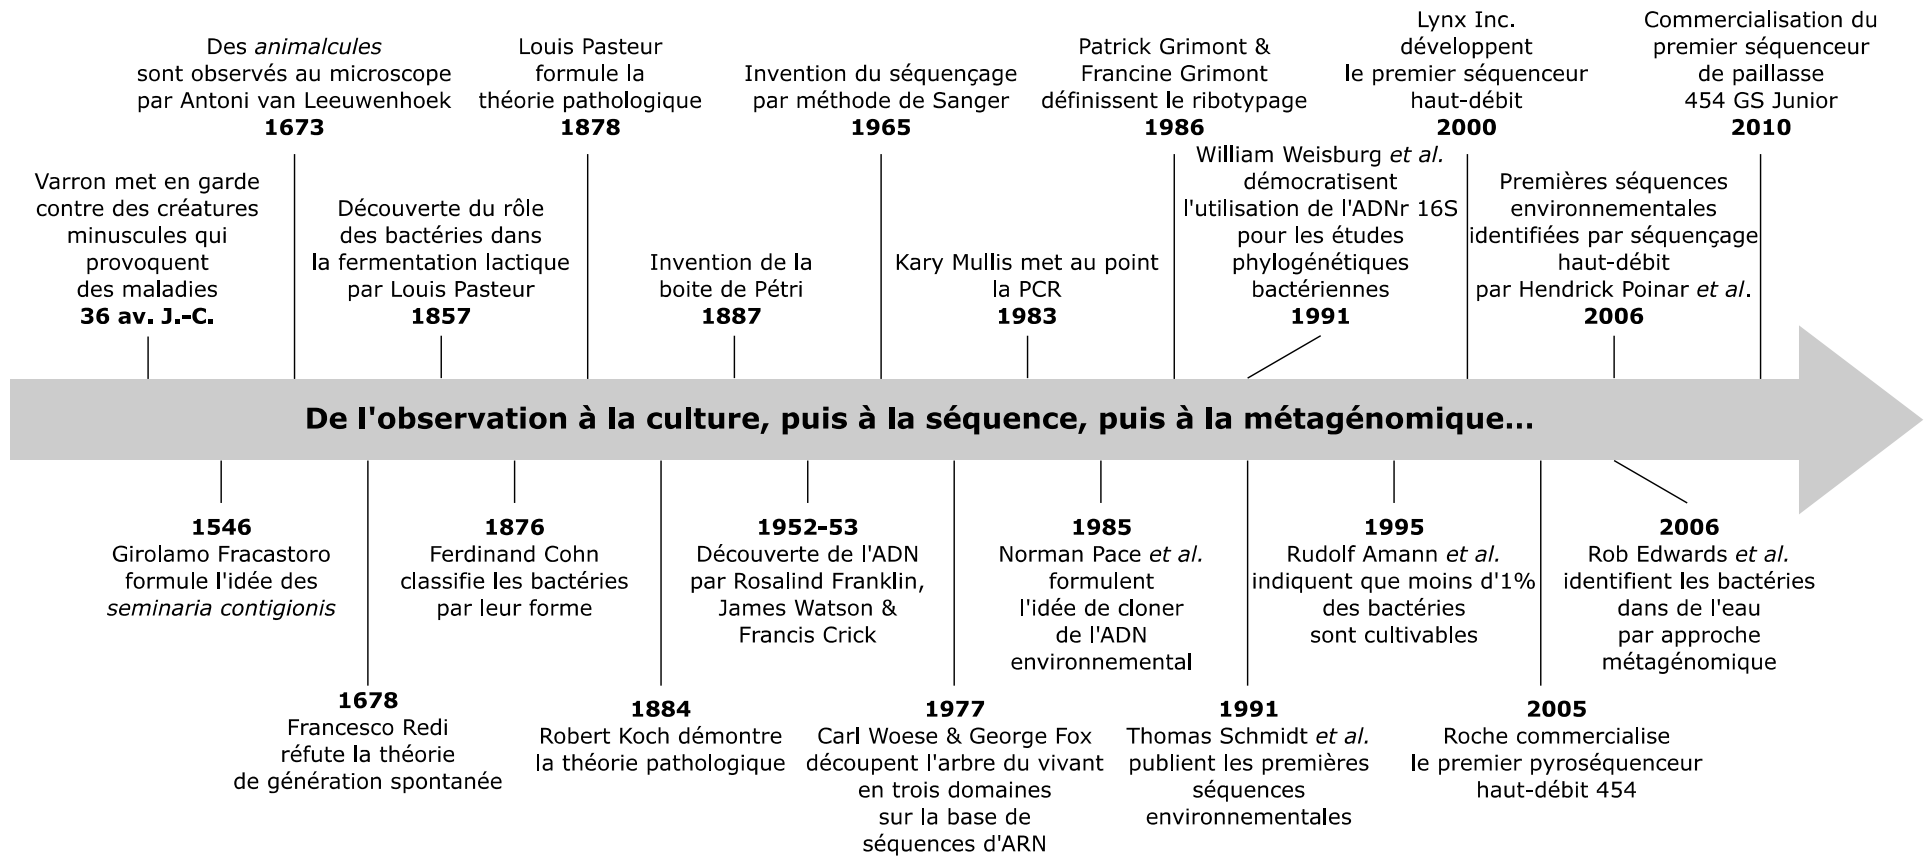 Des animalcules
sont observés au microscope
par Antoni van Leeuwenhoek
1673
Louis Pasteur
formule la
théorie pathologique
1878
Invention du séquençage
par méthode de Sanger
1965
Patrick Grimont &
Francine Grimont
définissent le ribotypage
1986
Lynx Inc.
développent
le premier séquenceur
haut-débit
2000
Commercialisation du
premier séquenceur
de paillasse
454 GS Junior
2010
Varron met en garde
contre des créatures
minuscules qui
provoquent
des maladies
36 av. J.-C.
Découverte du rôle
des bactéries dans
la fermentation lactique
par Louis Pasteur
1857
Invention de la
boite de Pétri
1887
Kary Mullis met au point
la PCR
1983
William Weisburg et al.
démocratisent
l'utilisation de l'ADNr 16S
pour les études
phylogénétiques
bactériennes
1991
Premières séquences
environnementales
identifiées par séquençage
haut-débit
par Hendrick Poinar et al.
2006
De l'observation à la culture, puis à la séquence, puis à la métagénomique...
1546
Girolamo Fracastoro
formule l'idée des
seminaria contigionis
1876
Ferdinand Cohn
classifie les bactéries
par leur forme
1952-53
Découverte de l'ADN
par Rosalind Franklin,
James Watson &
Francis Crick
1985
Norman Pace et al.
formulent
l'idée de cloner
de l'ADN
environnemental
1995
Rudolf Amann et al.
indiquent que moins d'1%
des bactéries
sont cultivables
2006
Rob Edwards et al.
identifient les bactéries
dans de l'eau
par approche
métagénomique
1678
Francesco Redi
réfute la théorie
de génération spontanée
1884
Robert Koch démontre
la théorie pathologique
1977
Carl Woese & George Fox
découpent l'arbre du vivant
en trois domaines
sur la base de
séquences d'ARN
1991
Thomas Schmidt et al.
publient les premières
séquences
environnementales
2005
Roche commercialise
le premier pyroséquenceur
haut-débit 454